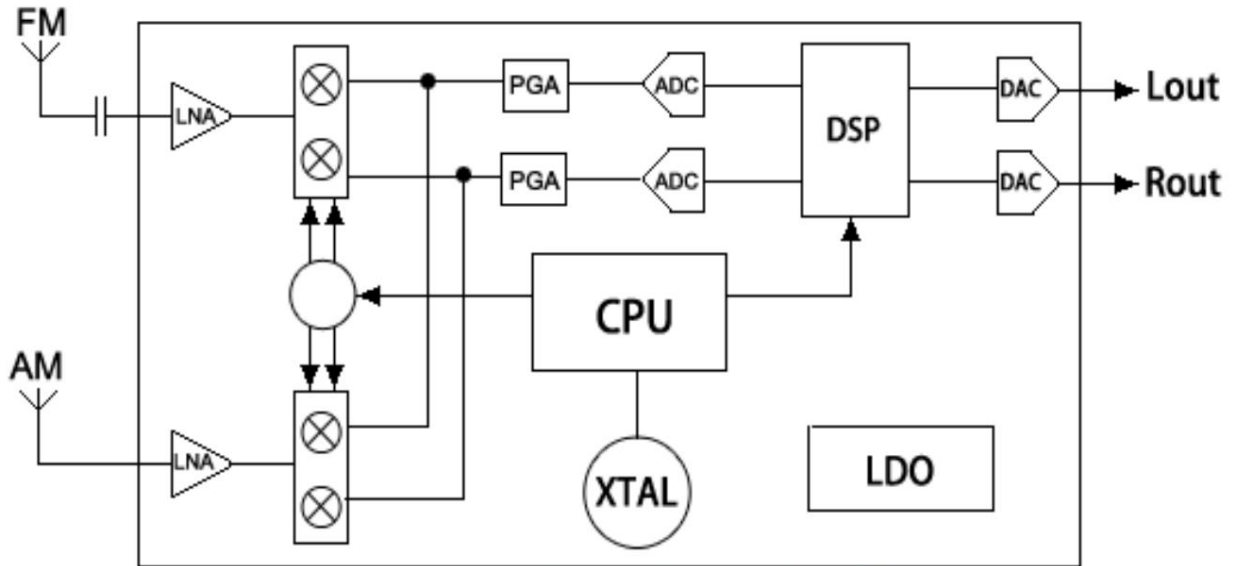 FM
LNA
PGA
ADC
DSP
DAC
Lout
PGA
ADC
DAC
Rout
CPU
AM
LNA
XTAL
LDO